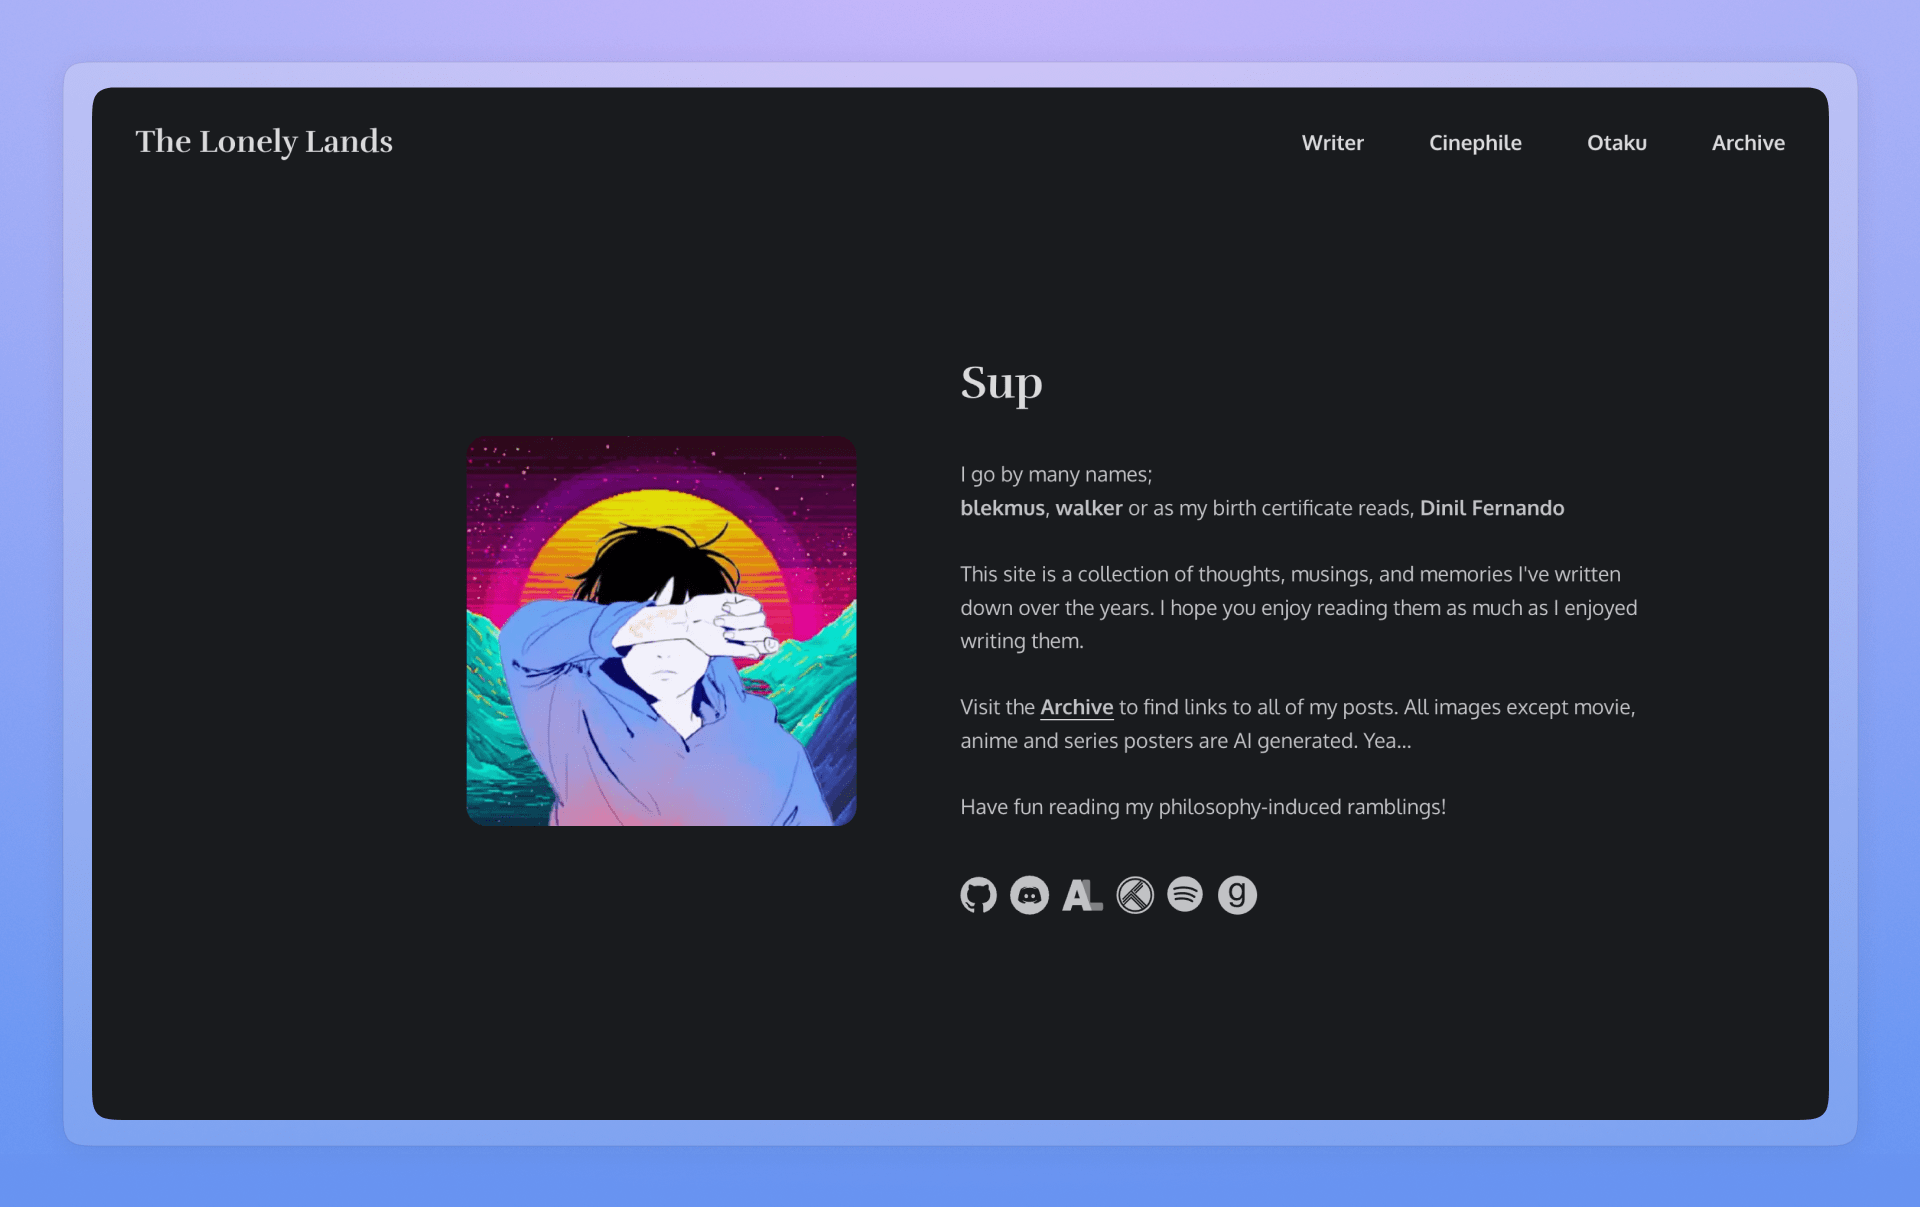 The Lonely Lands
Writer Cinephile Otaku Archive
Sup
I go by many names;
blekmus, walker or as my birth certificate reads, Dinil Fernando
This site is a collection of thoughts, musings, and memories I've written
down over the years. I hope you enjoy reading them as much as I enjoyed
writing them.
Visit the Archive to find links to all of my posts. All images except movie,
anime and series posters are AI generated. Yea...
Have fun reading my philosophy-induced ramblings!
AL g